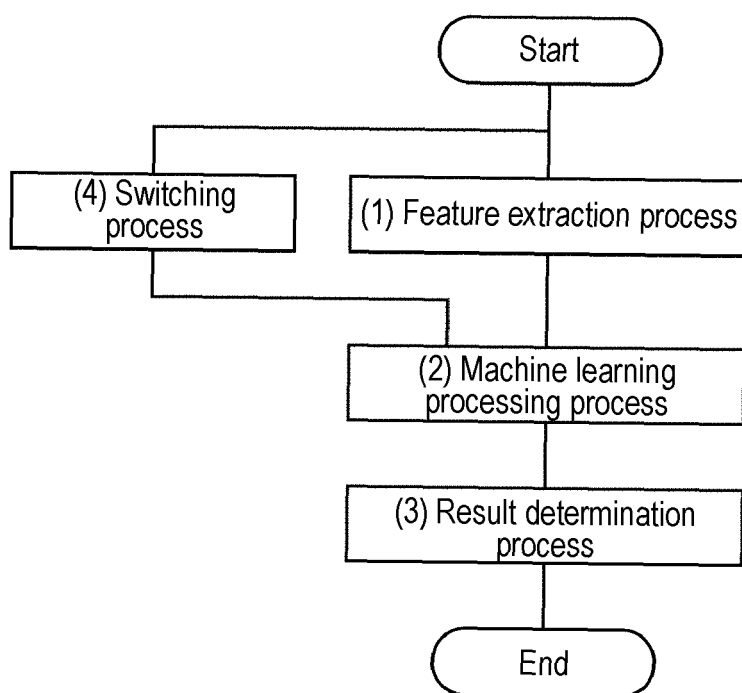 Start
(4) Switching
process
(1) Feature extraction process
(2) Machine learning
processing process
(3) Result determination
process
End